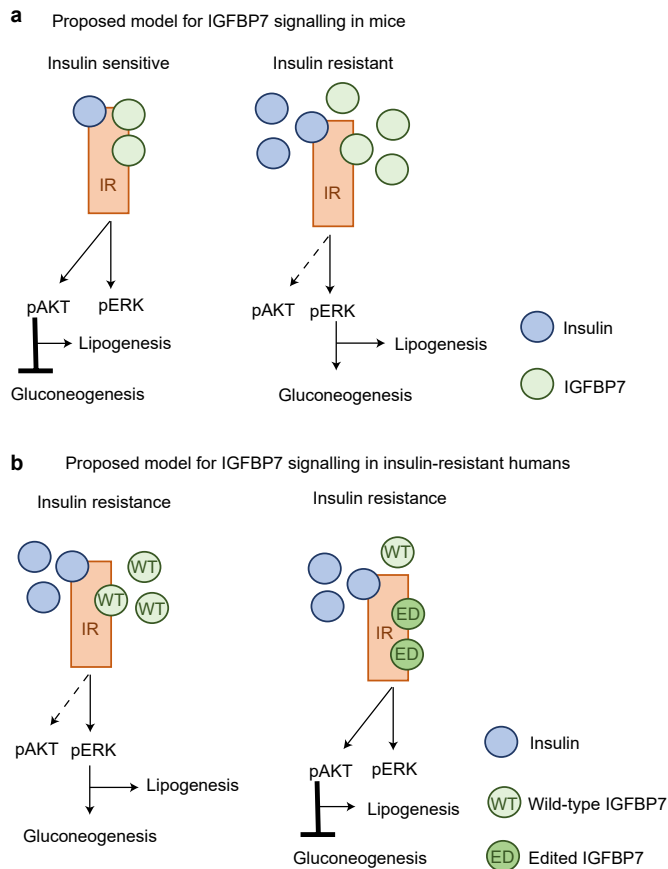 a Proposed model for IGFBP7 signalling in mice
Insulin sensitive
IR
pAKT pERK
Lipogenesis
Gluconeogenesis
Insulin resistant
IR
pAKT pERK
Lipogenesis
Gluconeogenesis
Insulin
IGFBP7
b Proposed model for IGFBP7 signalling in insulin-resistant humans
Insulin resistance
WT
WT
WT
IR
pAKT pERK
Lipogenesis
Gluconeogenesis
Insulin resistance
WT
ED
IR
ED
pAKT pERK
Lipogenesis
Gluconeogenesis
Insulin
WT Wild-type IGFBP7
ED Edited IGFBP7